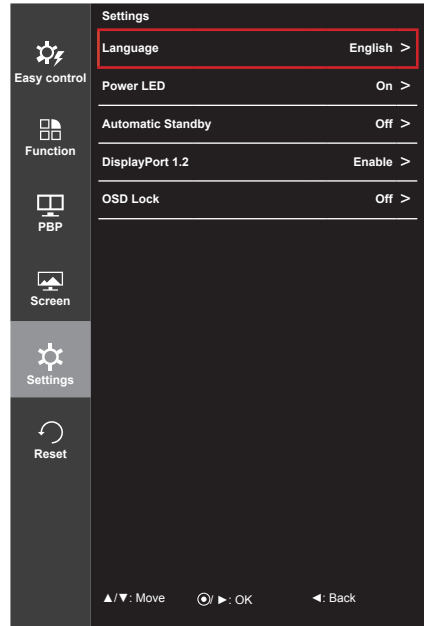 Settings
Language English >
Easy control
Power LED On >
Automatic Standby Off >
Function
DisplayPort 1.2 Enable >
OSD Lock Off >
PBP
Screen
Settings
Reset
▲/▼: Move ⦿/ ►: OK ◄: Back